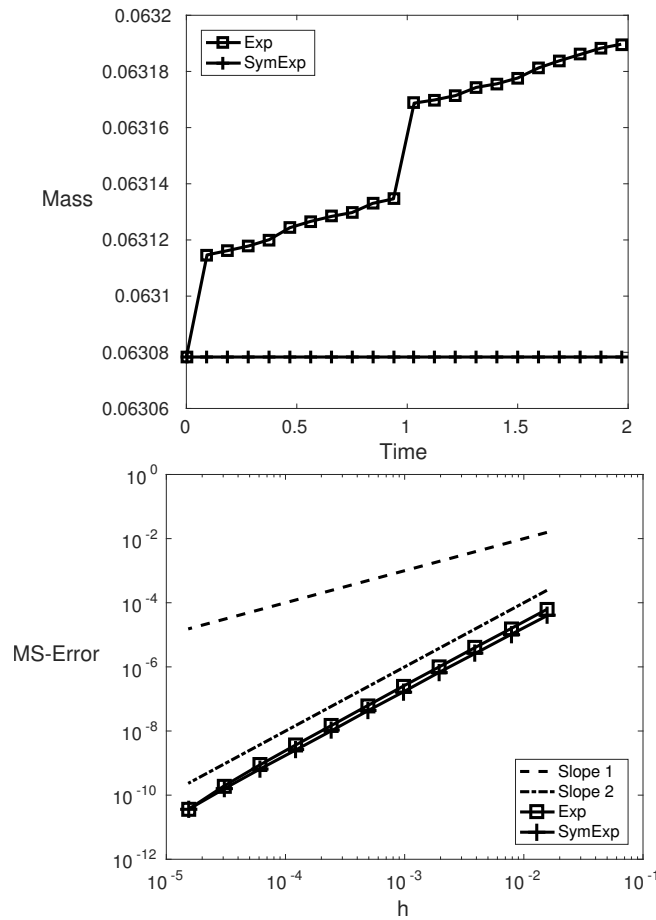 0.0632
0.06318
0.06316
0.06314
0.06312
0.0631
0.06308
0.06306
Mass
Exp
SymExp
0
0.5
1
1.5
2
Time
10^0
10^-2
10^-4
10^-6
10^-8
10^-10
10^-12
MS-Error
Slope 1
Slope 2
Exp
SymExp
10^-5
10^-4
10^-3
10^-2
10^-1
h